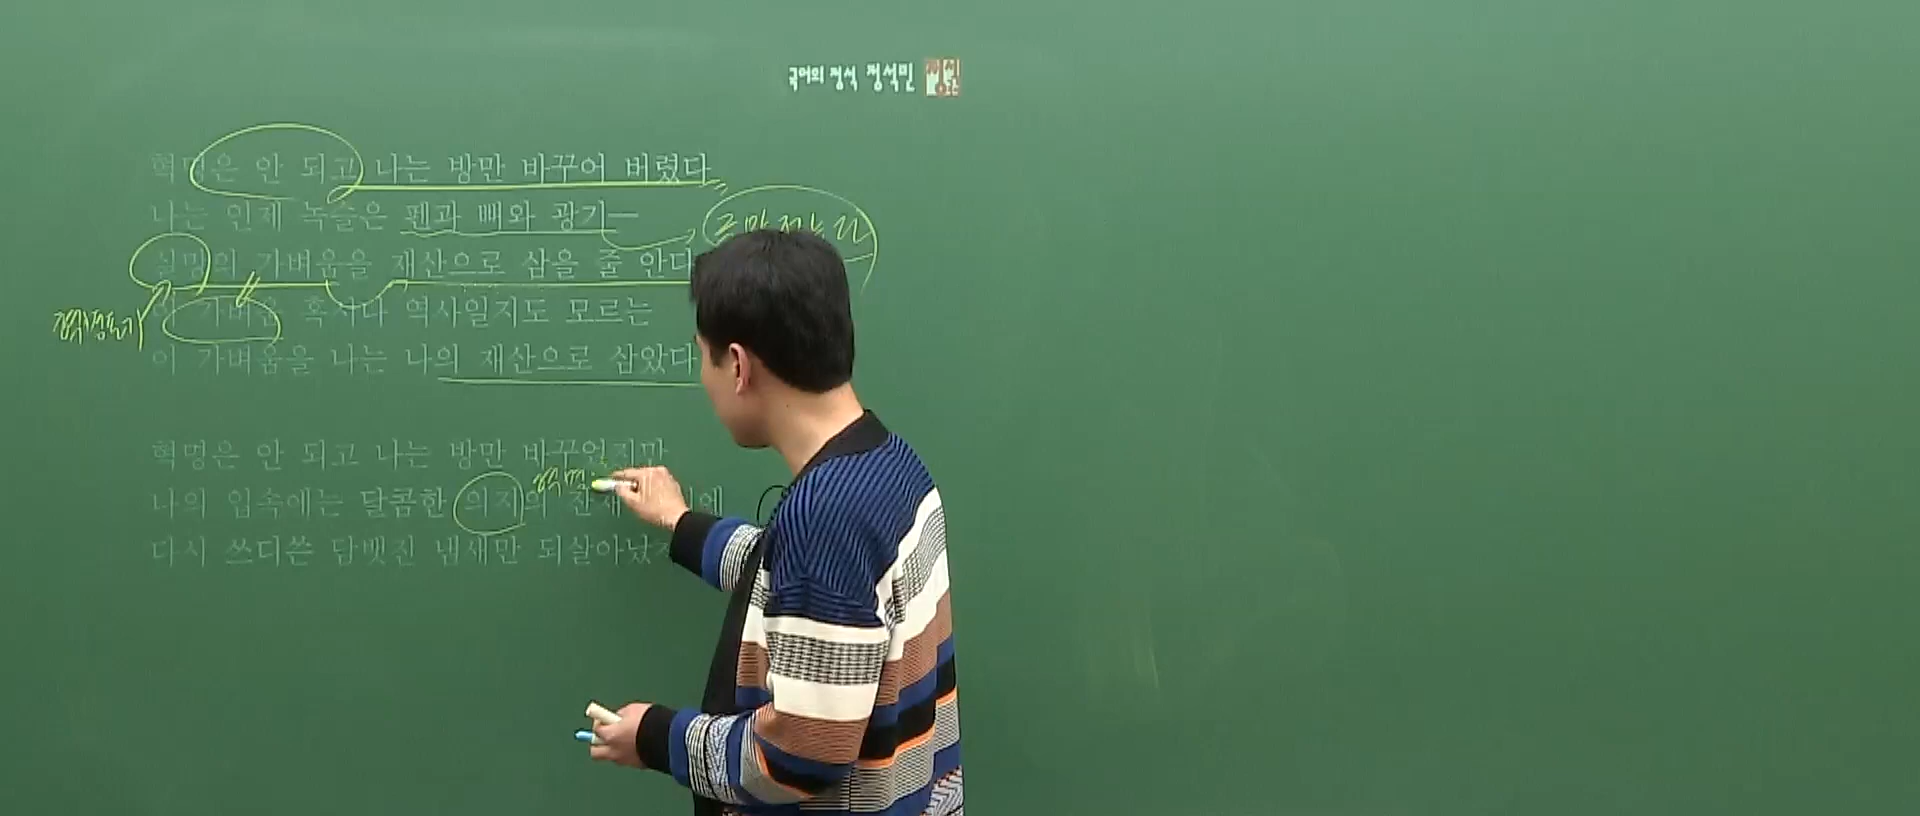 국어의 정석 정석민
혁명은 안 되고 나는 방만 바꾸어 버렸다
나는 인제 녹슬은 펜과 뼈와 광기—
실망의 가벼움을 재산으로 삼을 줄 안다
이 가벼움 혹시나 역사일지도 모르는
이 가벼움을 나는 나의 재산으로 삼았다
혁명은 안 되고 나는 방만 바꾸었지만
나의 입속에는 달콤한 의지의 잔재
다시 쓰디쓴 담뱃진 냄새만 되살아났